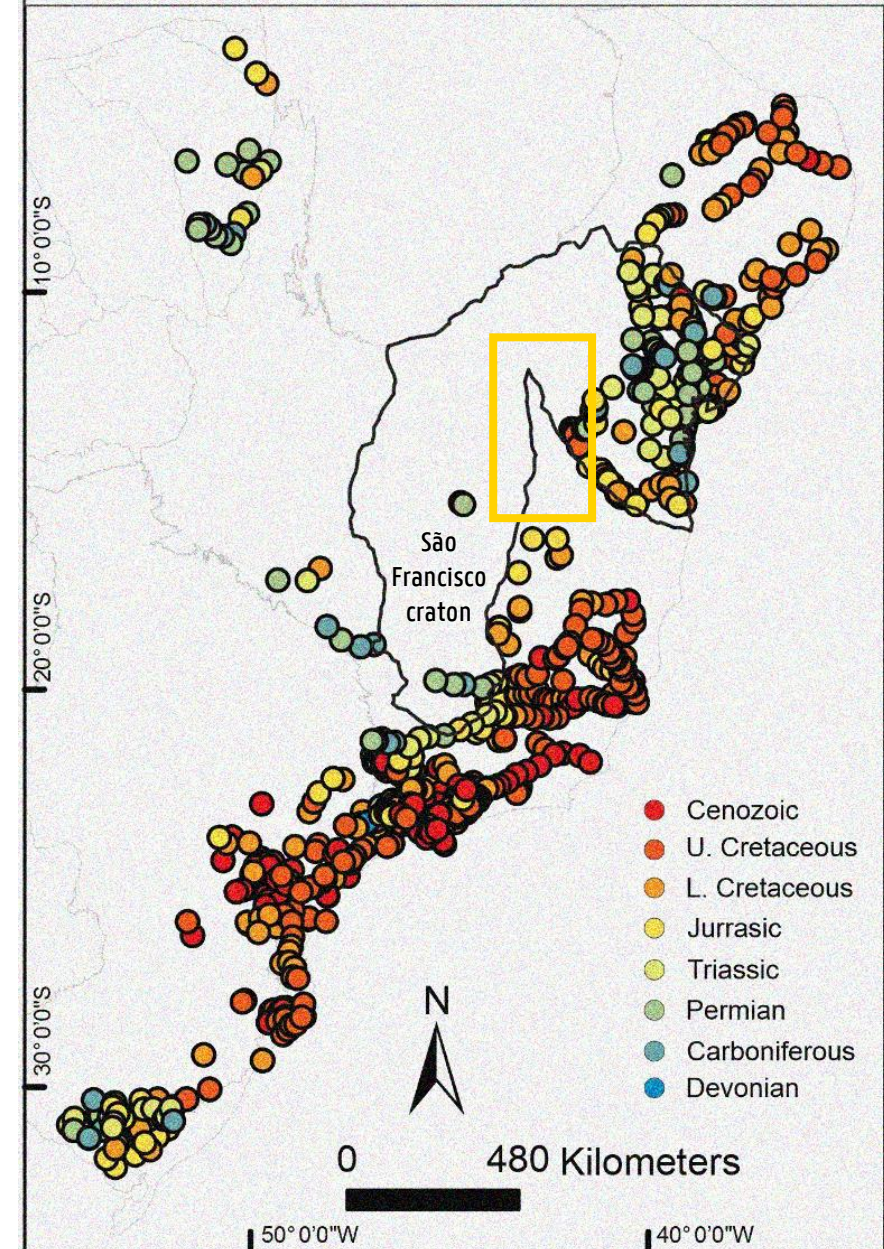 10° 0'0"S
São
Francisco
craton
20° 0'0"S
Cenozoic
U. Cretaceous
L. Cretaceous
Jurrasic
Triassic
Permian
Carboniferous
Devonian
N
30° 0'0"S
0 480 Kilometers
50° 0'0"W 40° 0'0"W